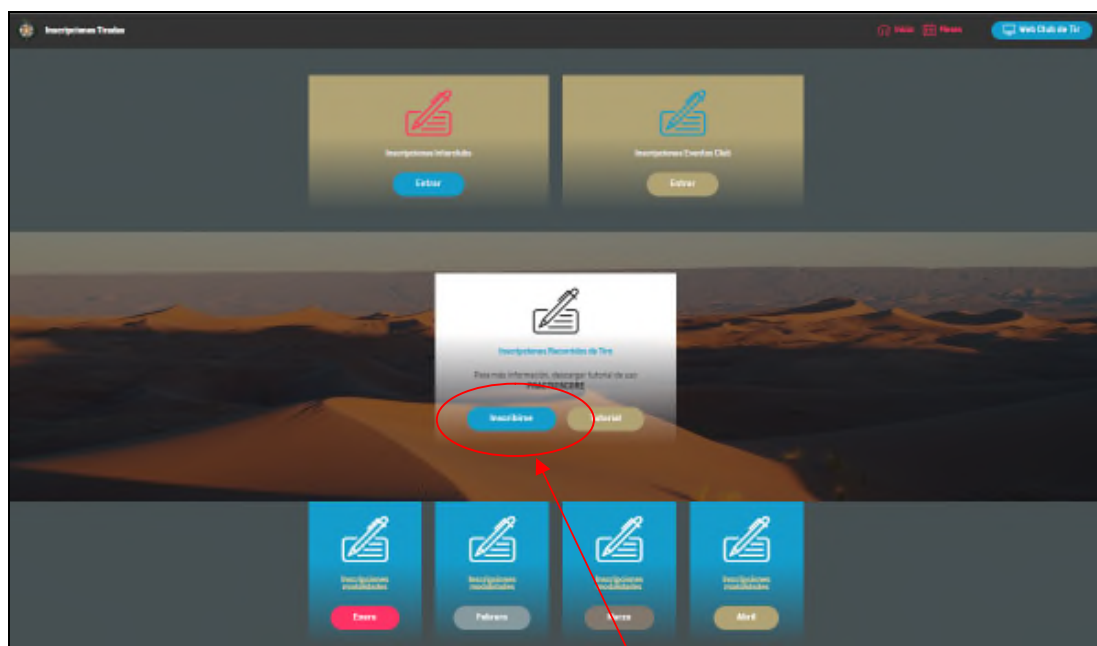 Inscripciones Tiradas
Inicio
Meses
Web Club de Tir
Inscripciones Interclubs
Entrar
Inscripciones Eventos Club
Entrar
Inscripciones Recorridos de Tiro
Para más información, descargar tutorial de uso
PRACTISCORE
Inscribirse
Tutorial
Inscripciones
modalidades
Enero
Inscripciones
modalidades
Febrero
Inscripciones
modalidades
Marzo
Inscripciones
modalidades
Abril